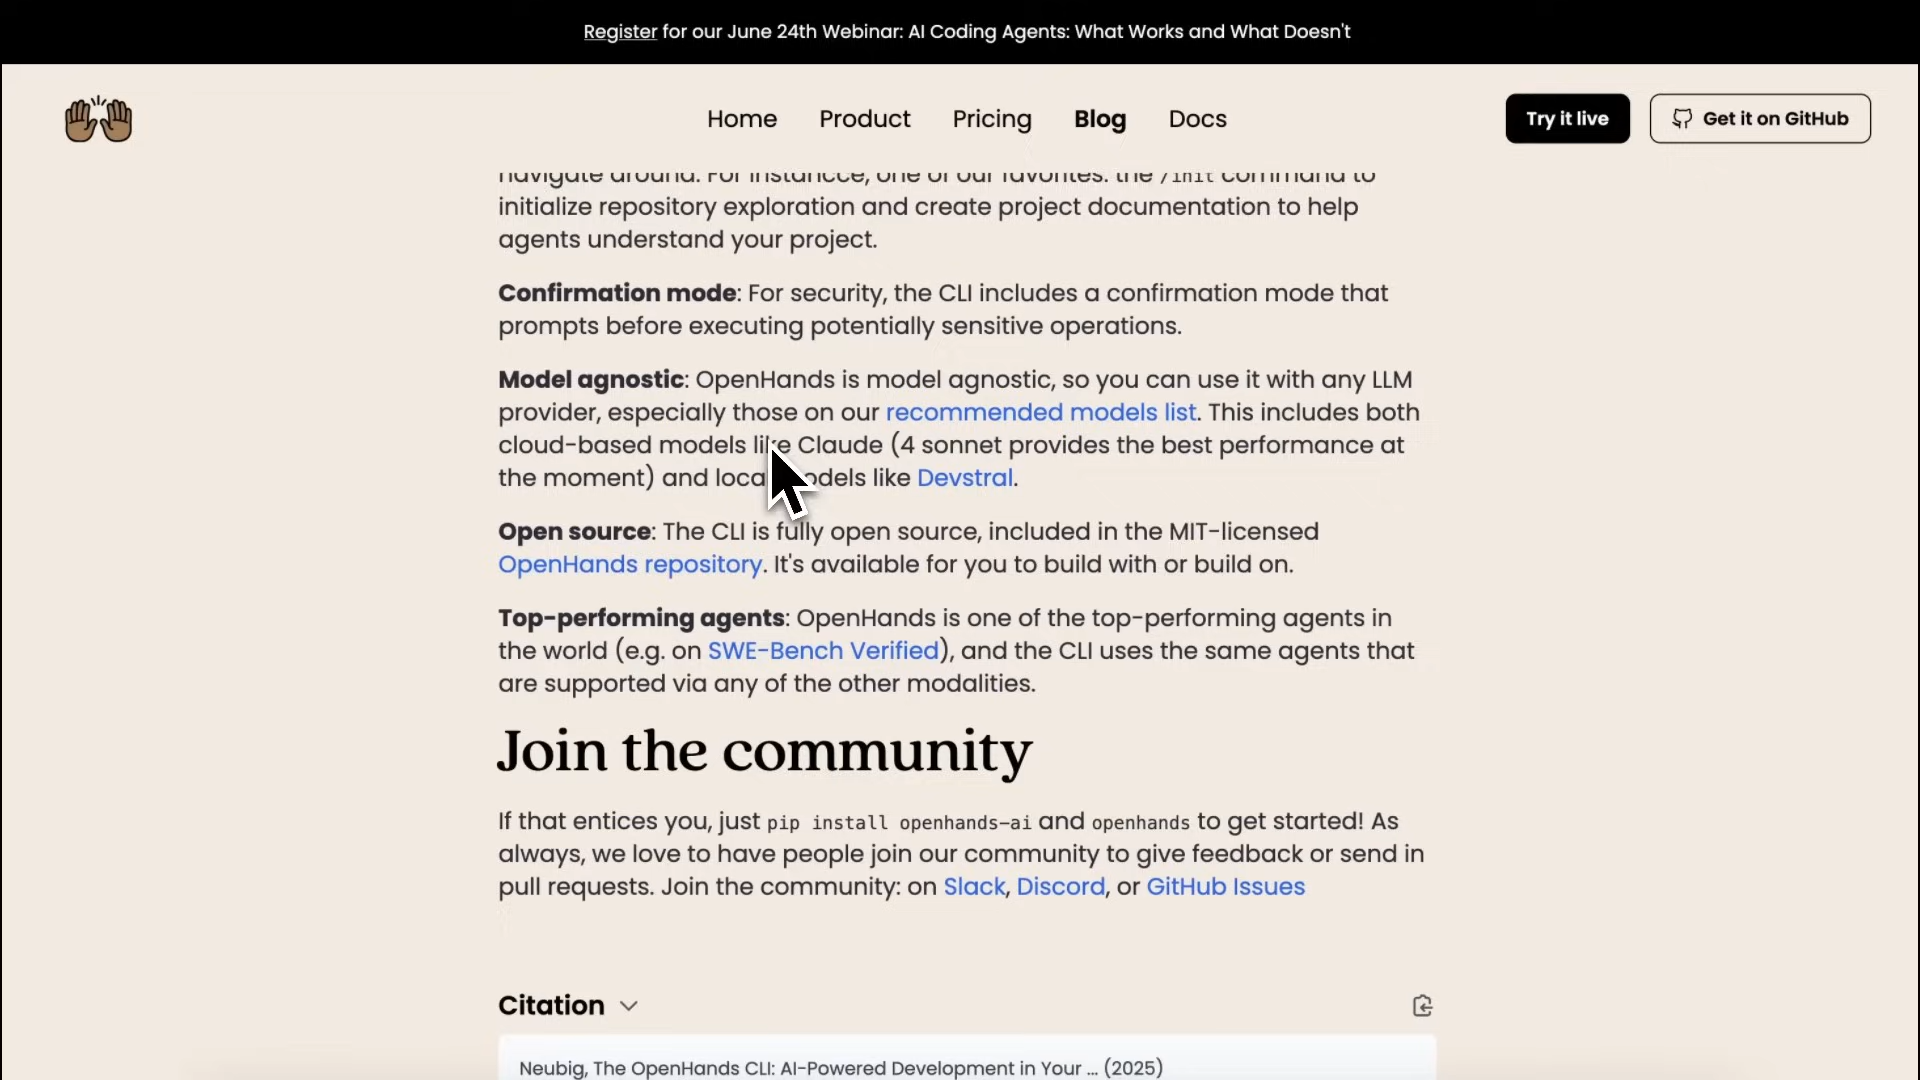 Register for our June 24th Webinar: AI Coding Agents: What Works and What Doesn't
Home
Product
Pricing
Blog
Docs
Try it live
Get it on GitHub
navigate around. For instancce, one of our favorites: the /init command to
initialize repository exploration and create project documentation to help
agents understand your project.
Confirmation mode: For security, the CLI includes a confirmation mode that
prompts before executing potentially sensitive operations.
Model agnostic: OpenHands is model agnostic, so you can use it with any LLM
provider, especially those on our recommended models list. This includes both
cloud-based models like Claude (4 sonnet provides the best performance at
the moment) and local models like Devstral.
Open source: The CLI is fully open source, included in the MIT-licensed
OpenHands repository. It's available for you to build with or build on.
Top-performing agents: OpenHands is one of the top-performing agents in
the world (e.g. on SWE-Bench Verified), and the CLI uses the same agents that
are supported via any of the other modalities.
Join the community
If that entices you, just pip install openhands-ai and openhands to get started! As
always, we love to have people join our community to give feedback or send in
pull requests. Join the community: on Slack, Discord, or GitHub Issues
Citation
Neubig, The OpenHands CLI: AI-Powered Development in Your ... (2025)